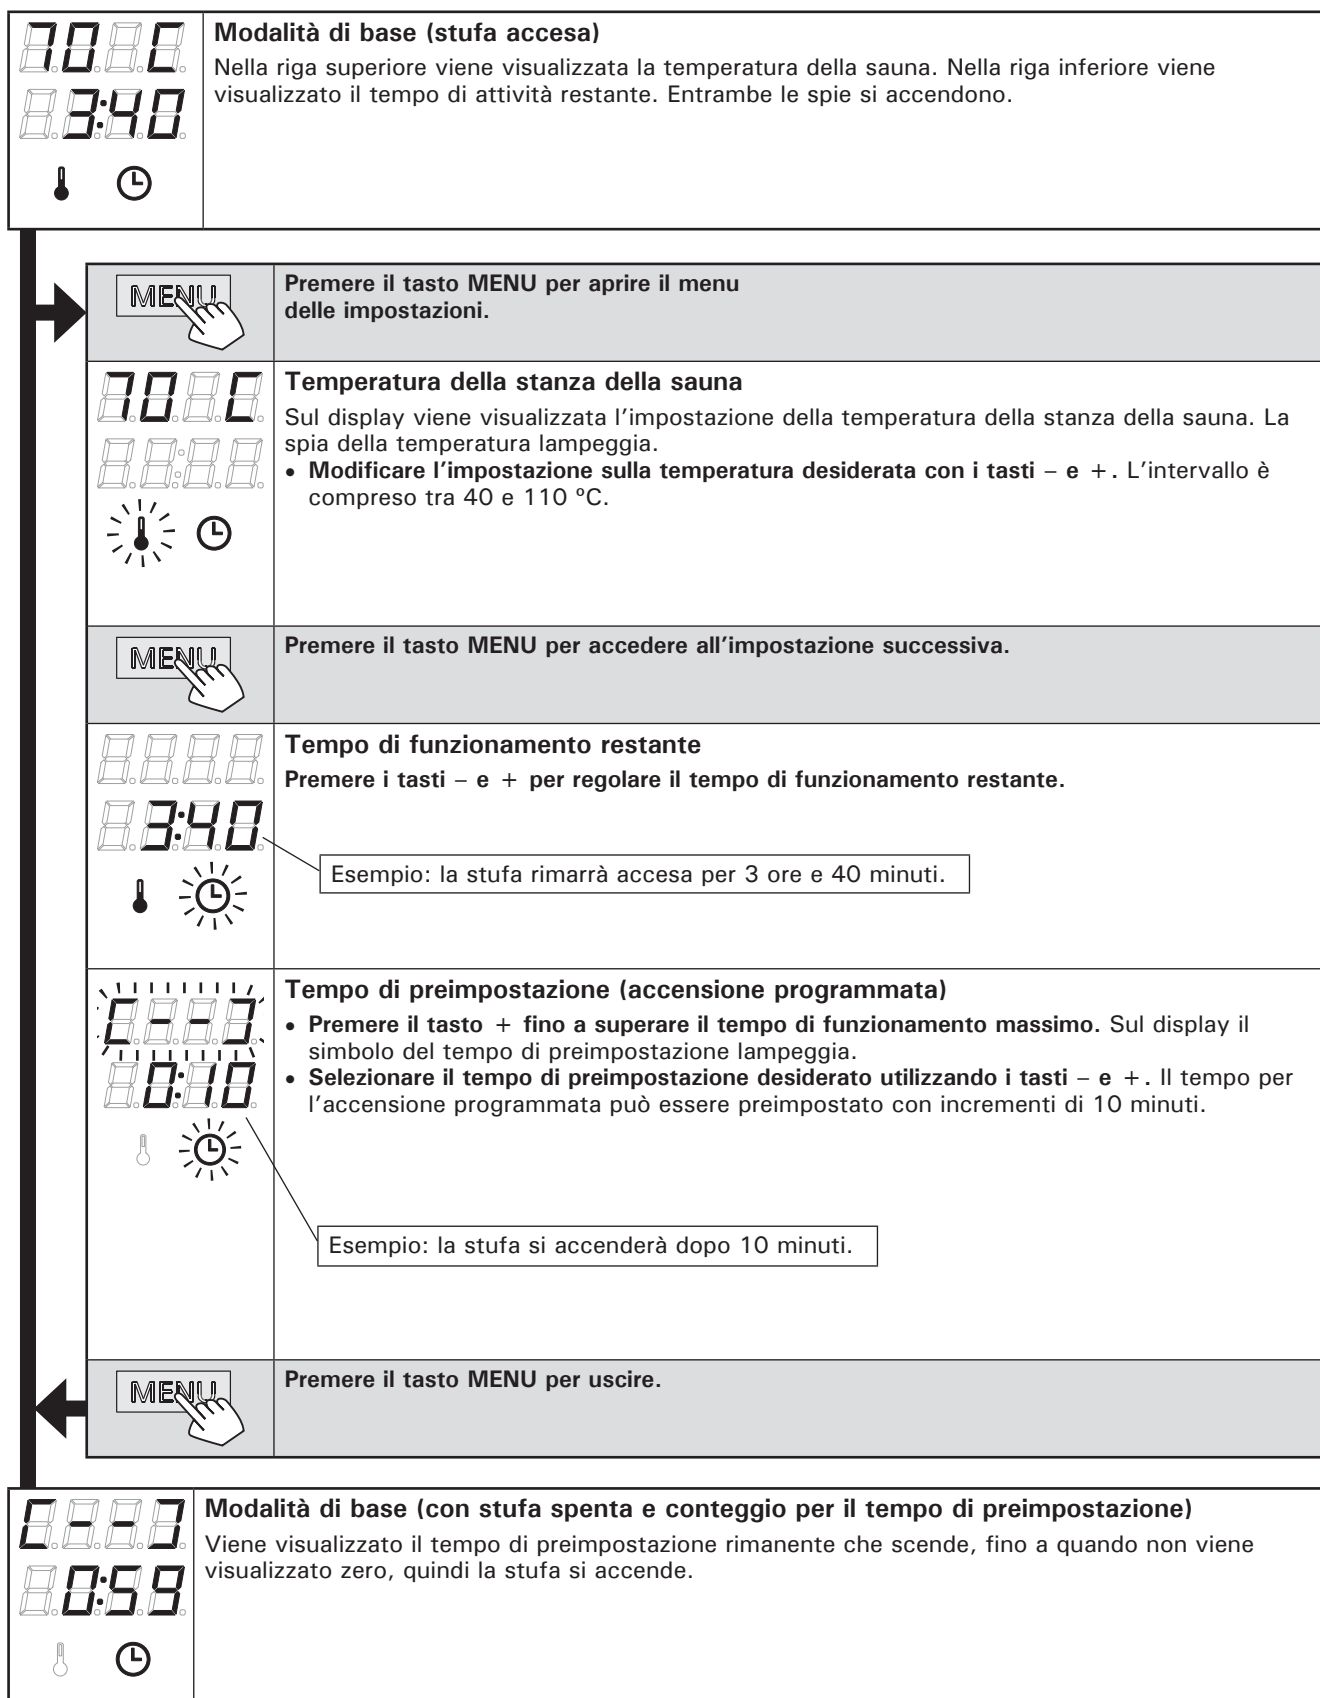 70 C
3:40
Modalità di base (stufa accesa)
Nella riga superiore viene visualizzata la temperatura della sauna. Nella riga inferiore viene
visualizzato il tempo di attività restante. Entrambe le spie si accendono.
MENU
Premere il tasto MENU per aprire il menu
delle impostazioni.
70 C
Temperatura della stanza della sauna
Sul display viene visualizzata l'impostazione della temperatura della stanza della sauna. La
spia della temperatura lampeggia.
• Modificare l'impostazione sulla temperatura desiderata con i tasti – e +. L'intervallo è
compreso tra 40 e 110 ºC.
MENU
Premere il tasto MENU per accedere all'impostazione successiva.
3:40
Tempo di funzionamento restante
Premere i tasti – e + per regolare il tempo di funzionamento restante.
Esempio: la stufa rimarrà accesa per 3 ore e 40 minuti.
[--]
0:10
Tempo di preimpostazione (accensione programmata)
• Premere il tasto + fino a superare il tempo di funzionamento massimo. Sul display il
simbolo del tempo di preimpostazione lampeggia.
• Selezionare il tempo di preimpostazione desiderato utilizzando i tasti – e +. Il tempo per
l'accensione programmata può essere preimpostato con incrementi di 10 minuti.
Esempio: la stufa si accenderà dopo 10 minuti.
MENU
Premere il tasto MENU per uscire.
[--]
0:59
Modalità di base (con stufa spenta e conteggio per il tempo di preimpostazione)
Viene visualizzato il tempo di preimpostazione rimanente che scende, fino a quando non viene
visualizzato zero, quindi la stufa si accende.